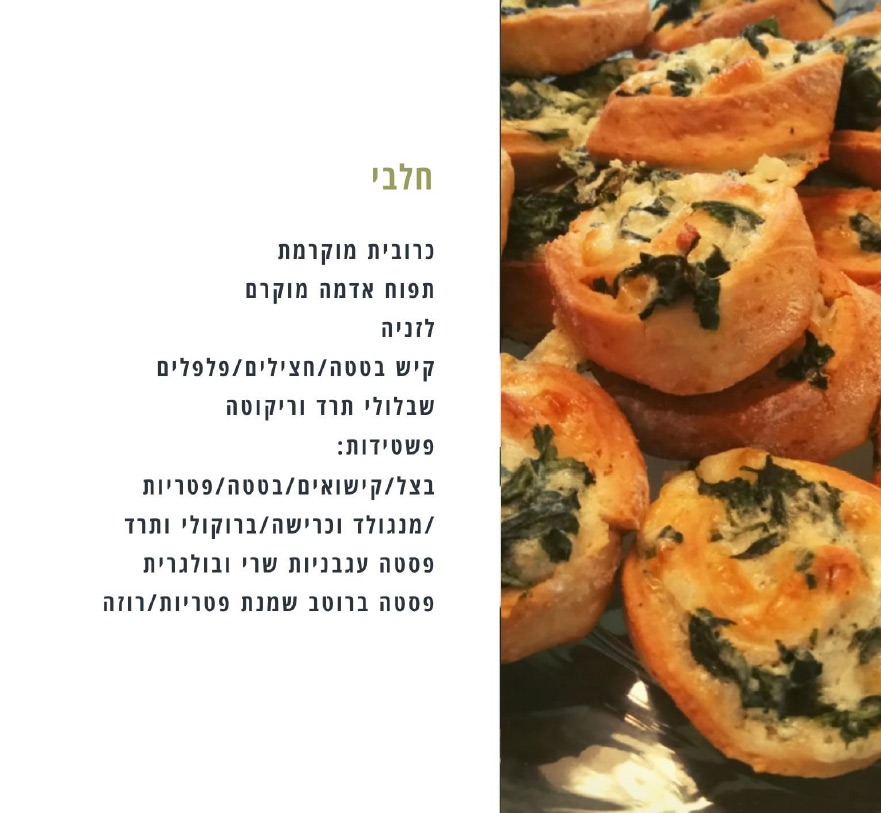 חלבי
כרובית מוקרמת
תפוח אדמה מוקרם
לזניה
קיש בטטה/חצילים/פלפלים
שבלולי תרד וריקוטה
פשטידות:
בצל/קישואים/בטטה/פטריות
/מנגולד וכרישה/ברוקולי ותרד
פסטה עגבניות שרי ובולגרית
פסטה ברוטב שמנת פטריות/רוזה